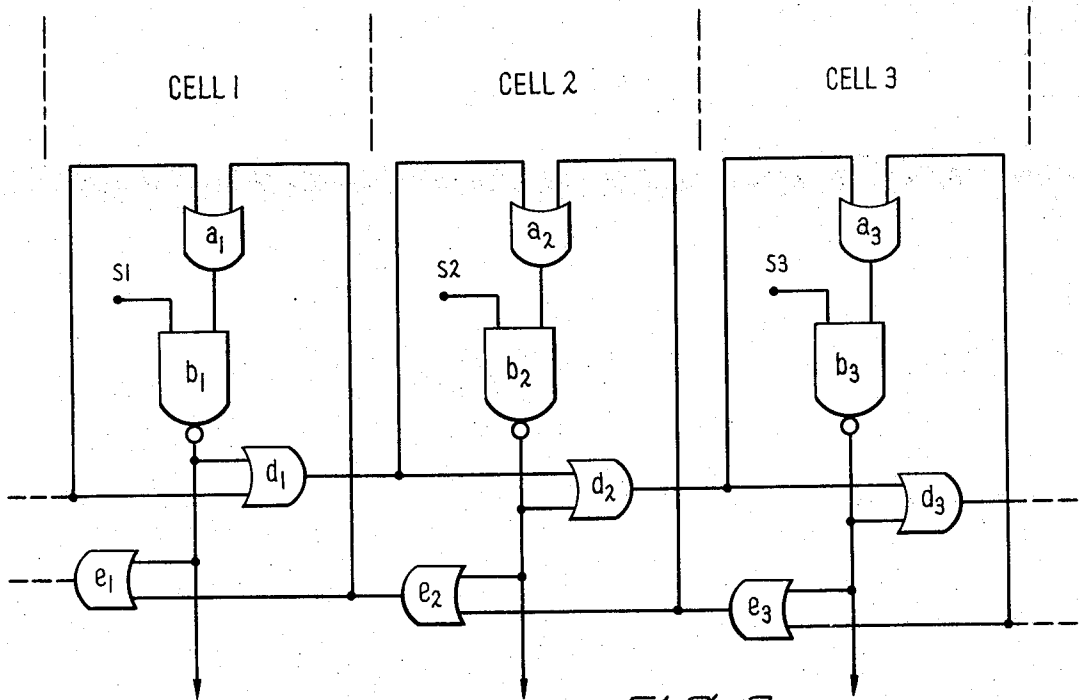 CELL 1 CELL 2 CELL 3
a1 a2 a3
S1 S2 S3
b1 b2 b3
d1 d2 d3
e1 e2 e3